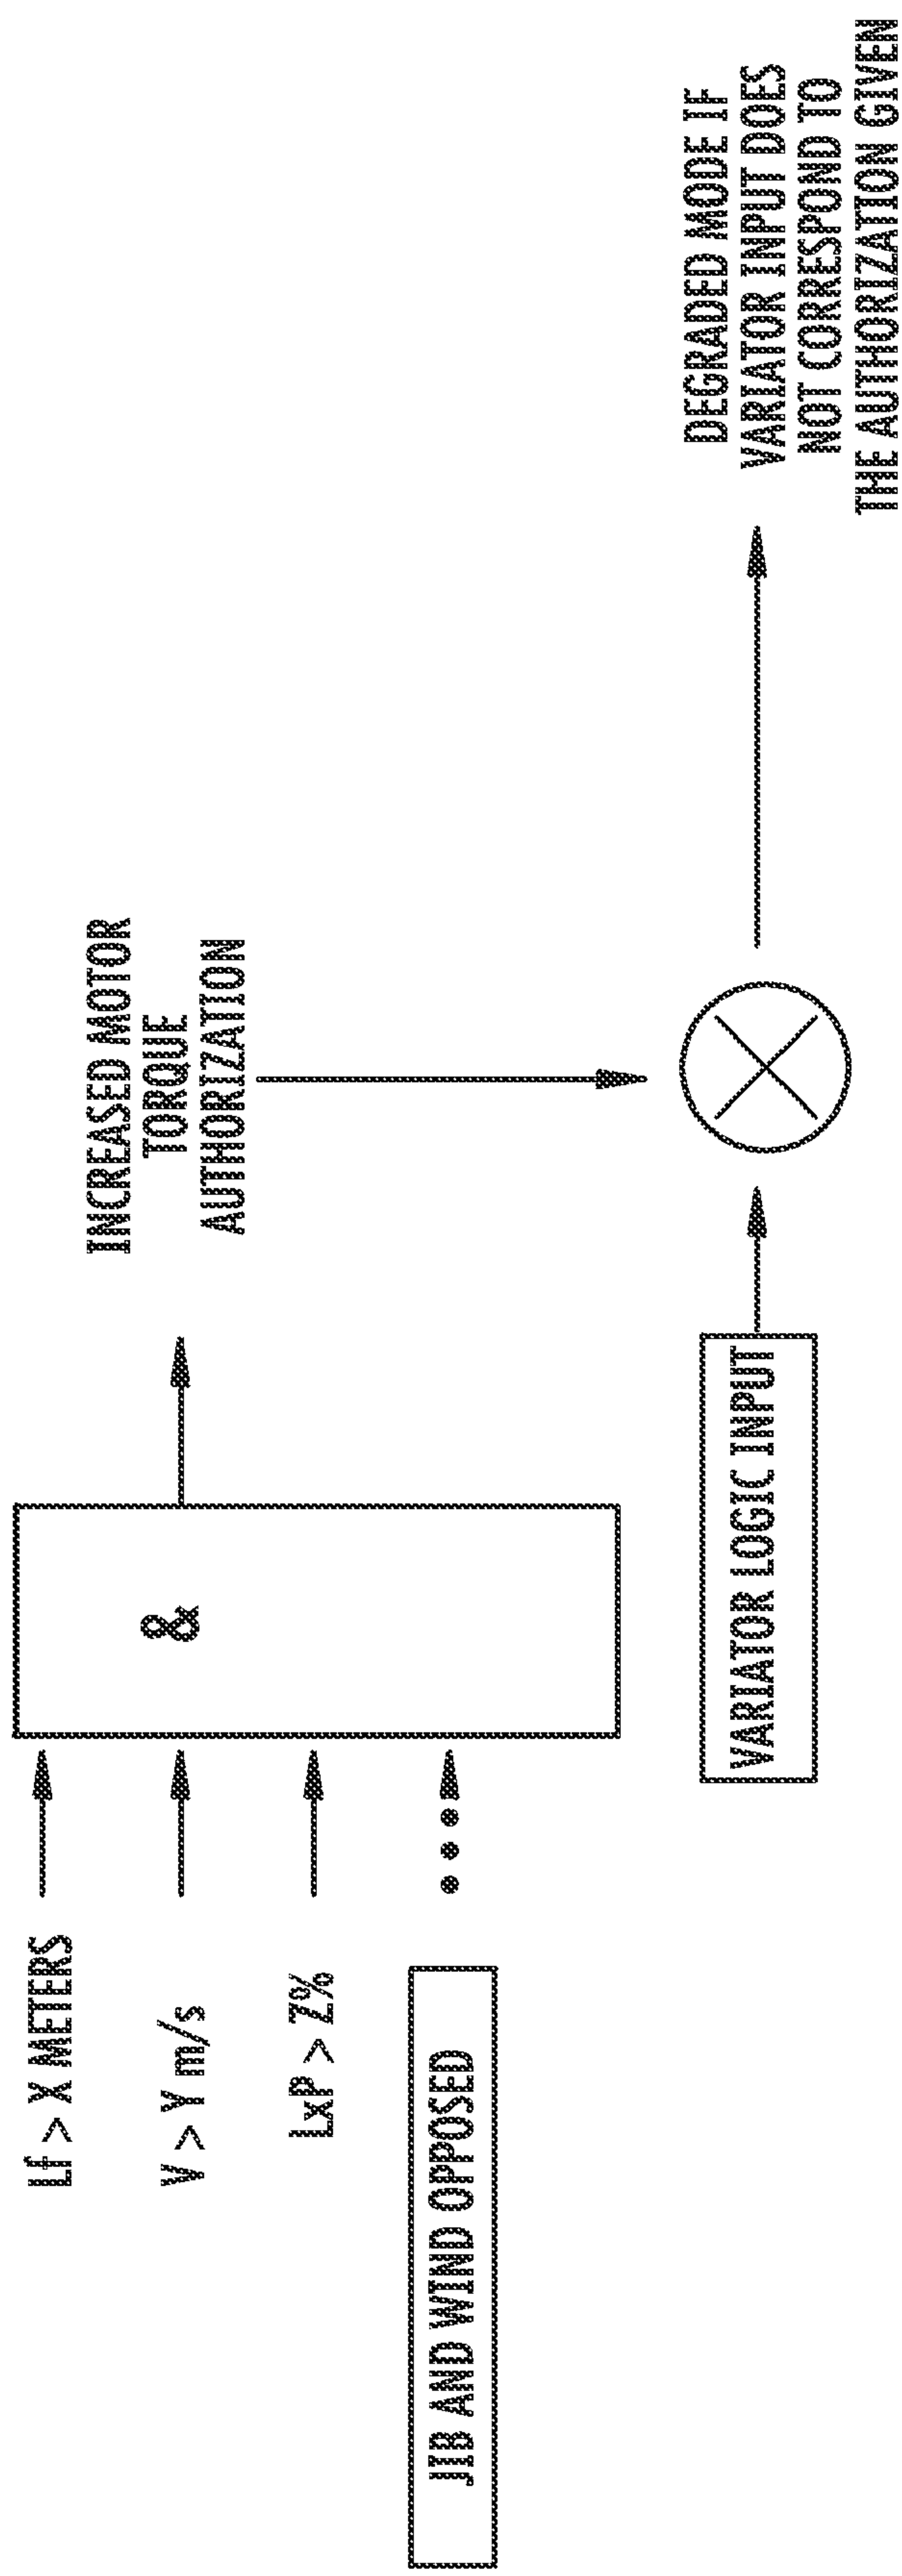 Lf > X METERS
V > Y m/s
LxP > Z%
JIB AND WIND OPPOSED
&
INCREASED MOTOR
TORQUE
AUTHORIZATION
VARIATOR LOGIC INPUT
DEGRADED MODE IF
VARIATOR INPUT DOES
NOT CORRESPOND TO
THE AUTHORIZATION GIVEN